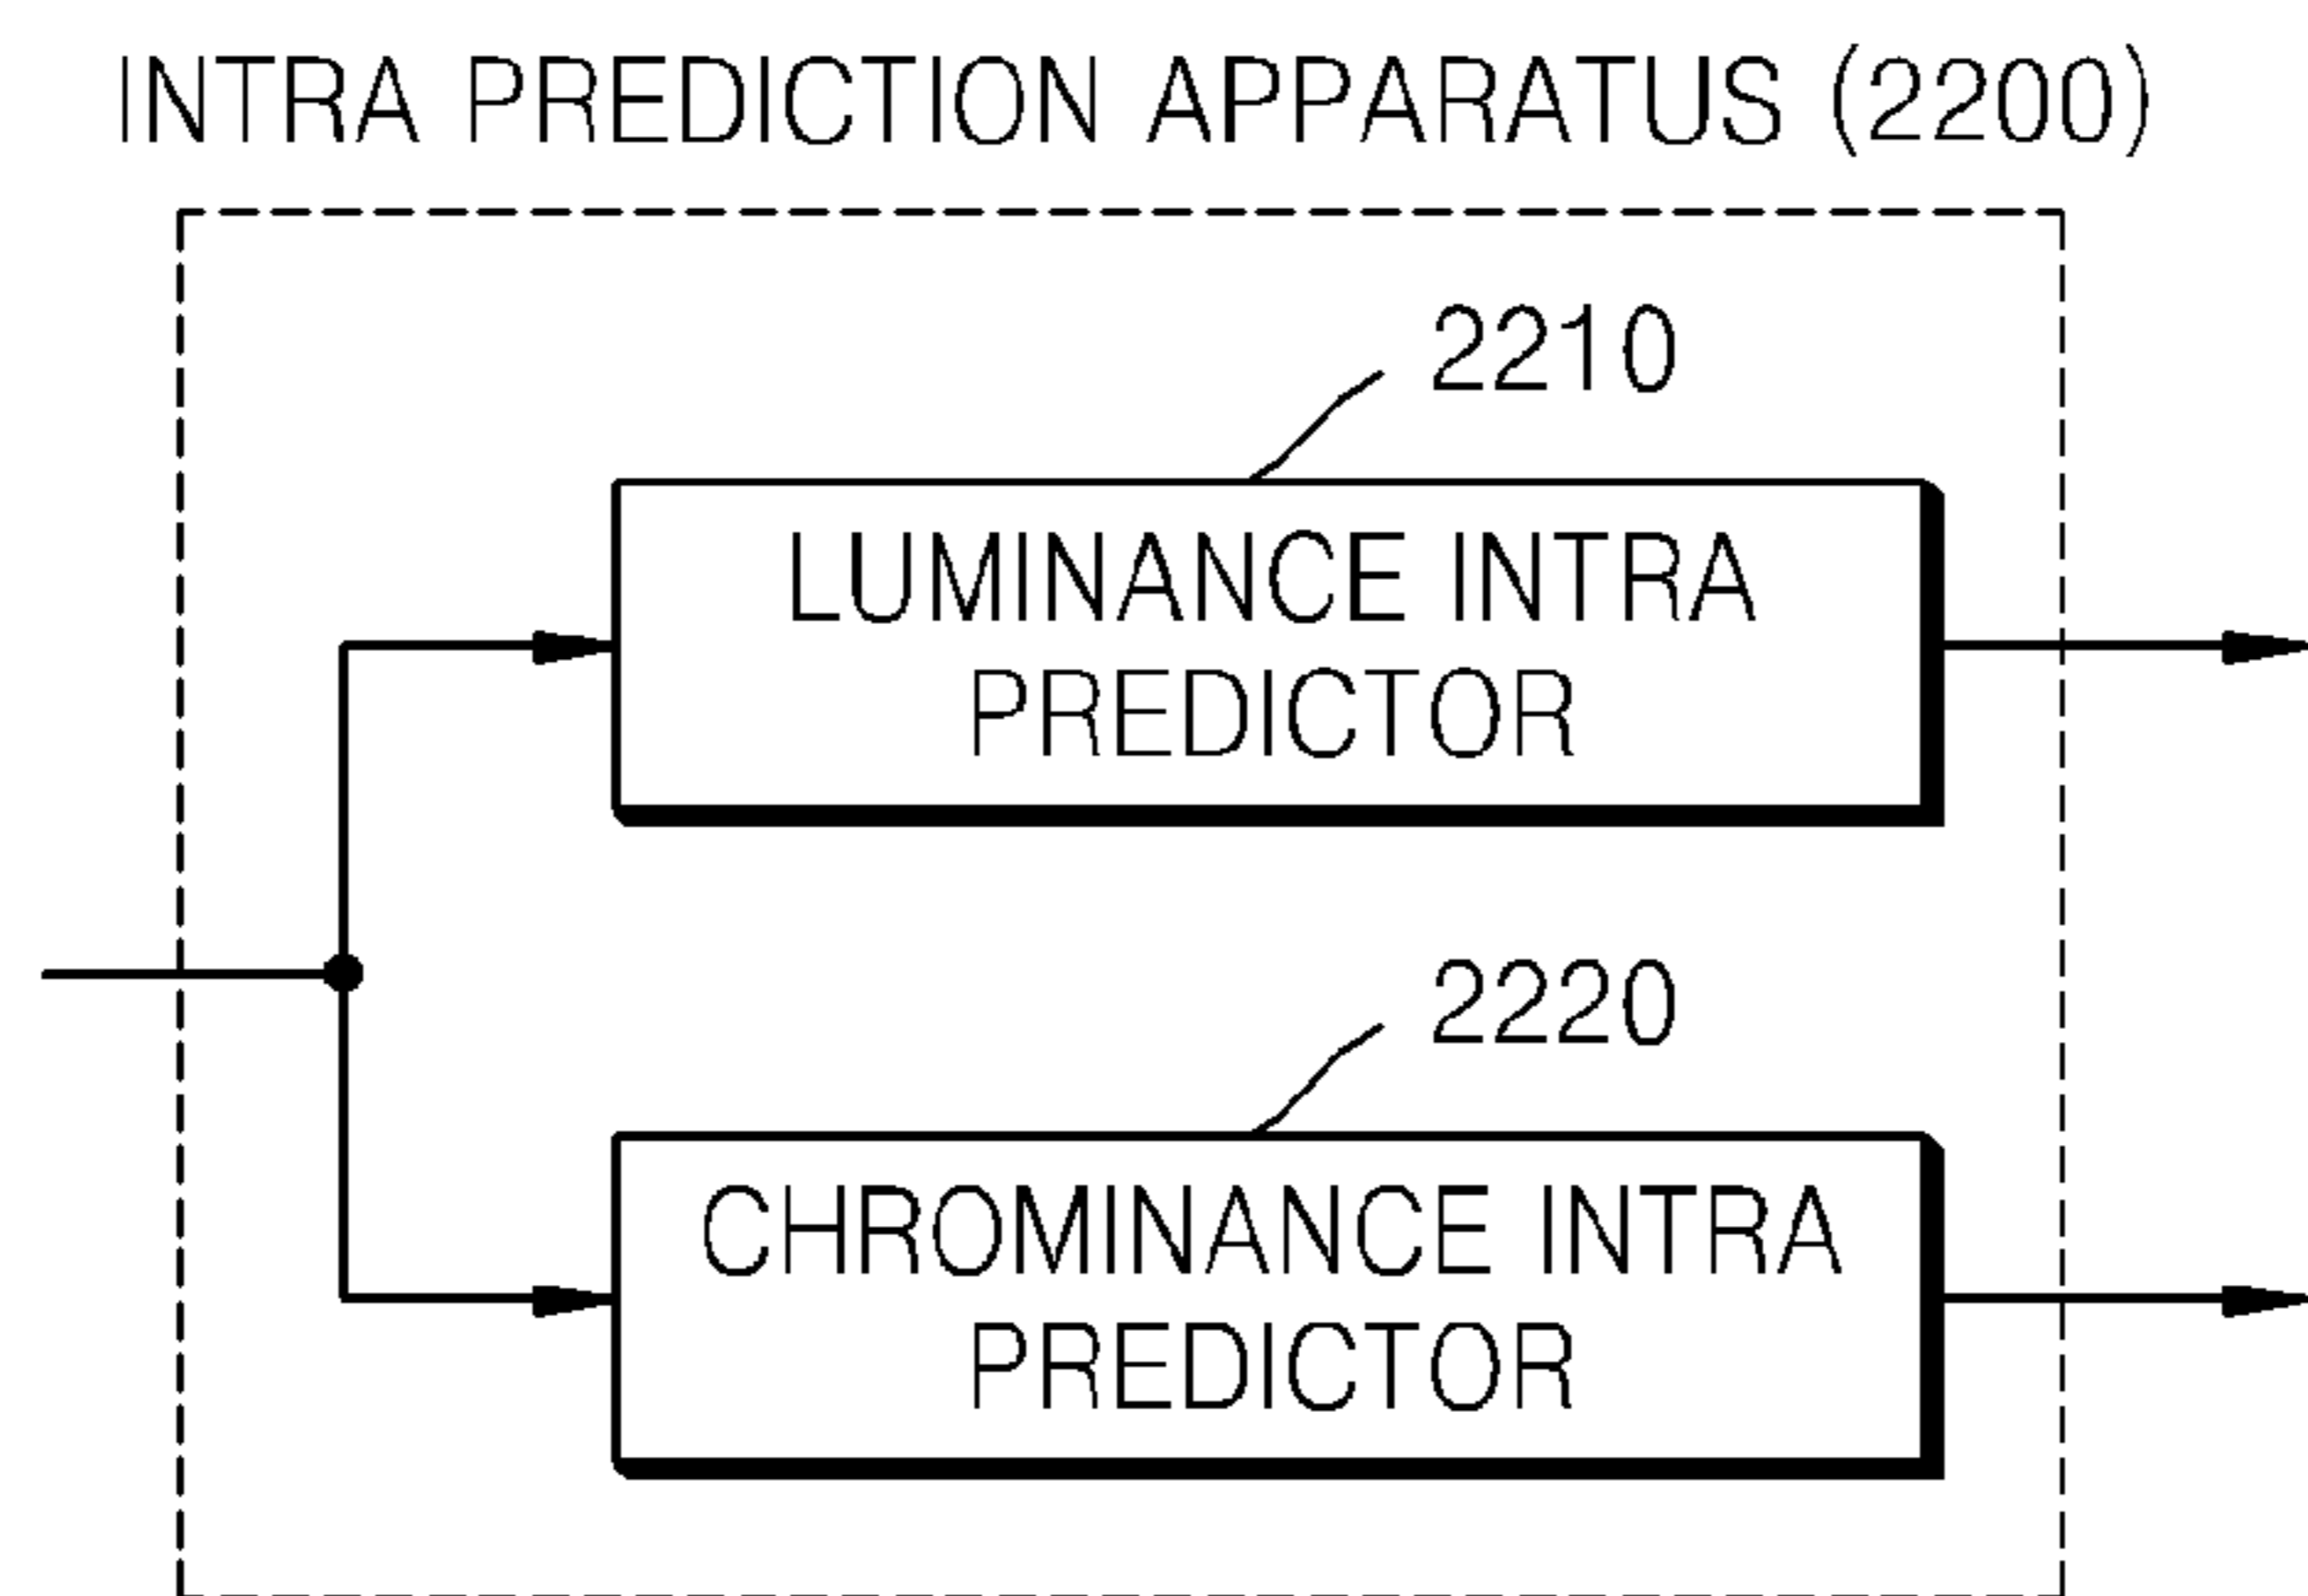 INTRA PREDICTION APPARATUS (2200)
2210
LUMINANCE INTRA
PREDICTOR
2220
CHROMINANCE INTRA
PREDICTOR